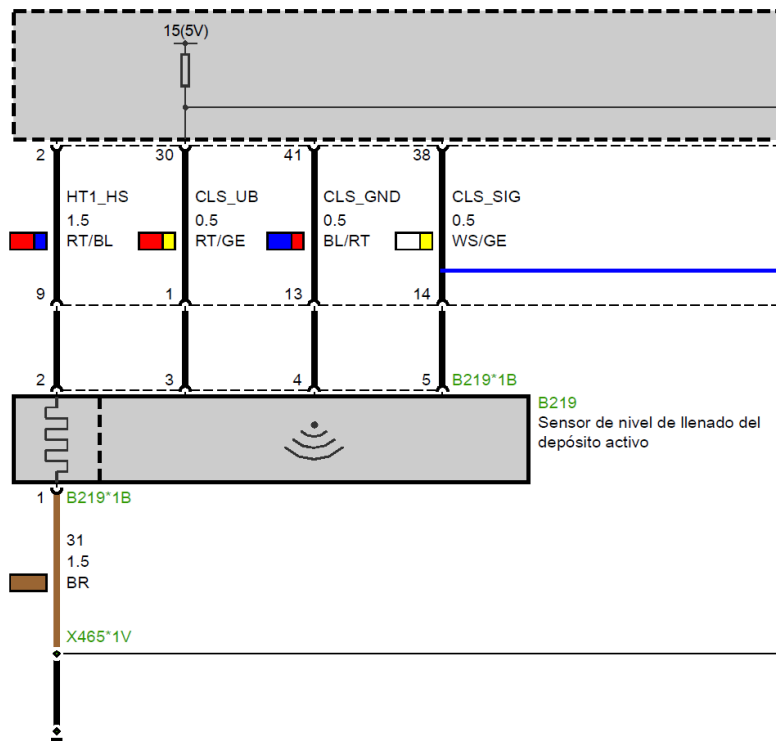 15(5V)
2 30 41 38
HT1_HS CLS_UB CLS_GND CLS_SIG
1.5 0.5 0.5 0.5
RT/BL RT/GE BL/RT WS/GE
9 1 13 14
2 3 4 5 B219*1B
B219
Sensor de nivel de llenado del
depósito activo
1 B219*1B
31
1.5
BR
X465*1V